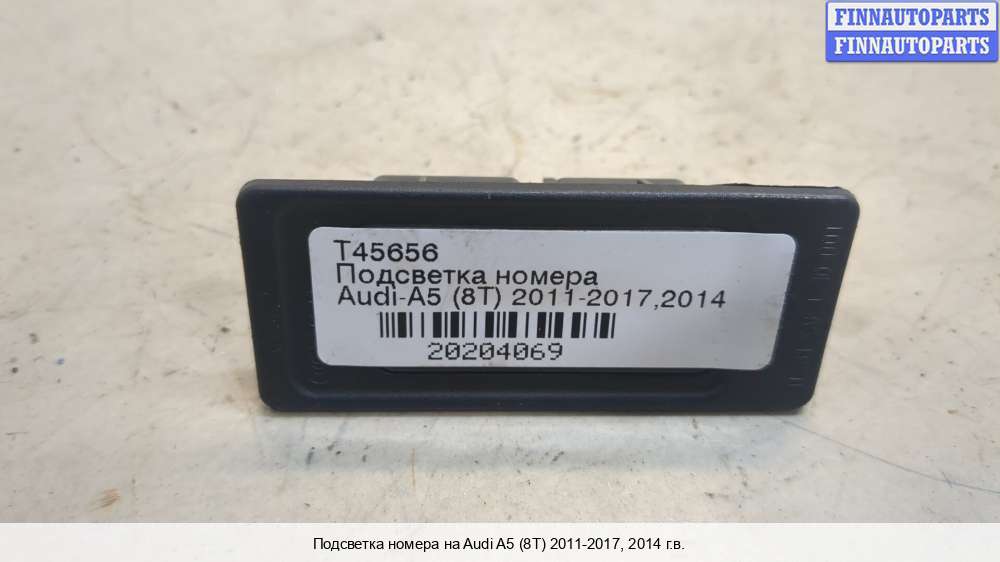 FINNAUTOPARTS
FINNAUTOPARTS
T45656
Подсветка номера
Audi-A5 (8T) 2011-2017,2014
20204069
Подсветка номера на Audi A5 (8T) 2011-2017, 2014 г.в.